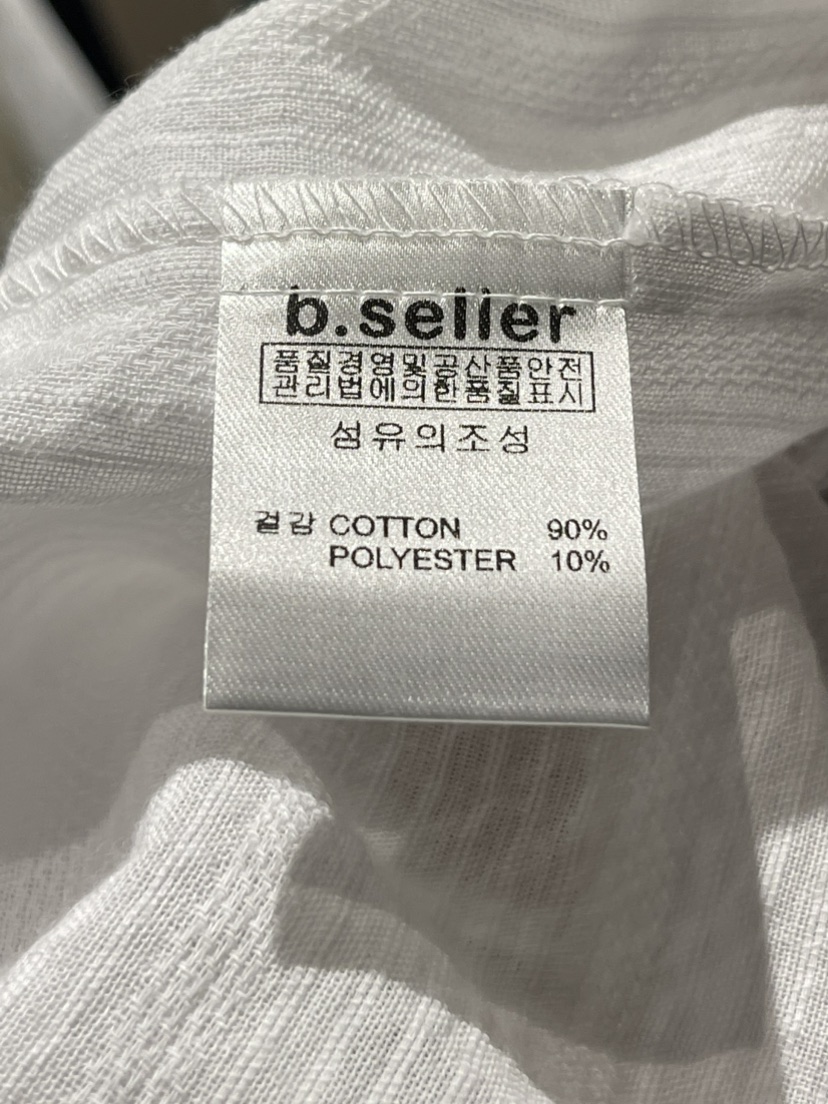 b.seller
품질경영및공산품안전
관리법에의한품질표시
섬유의조성
겉감 COTTON 90%
POLYESTER 10%